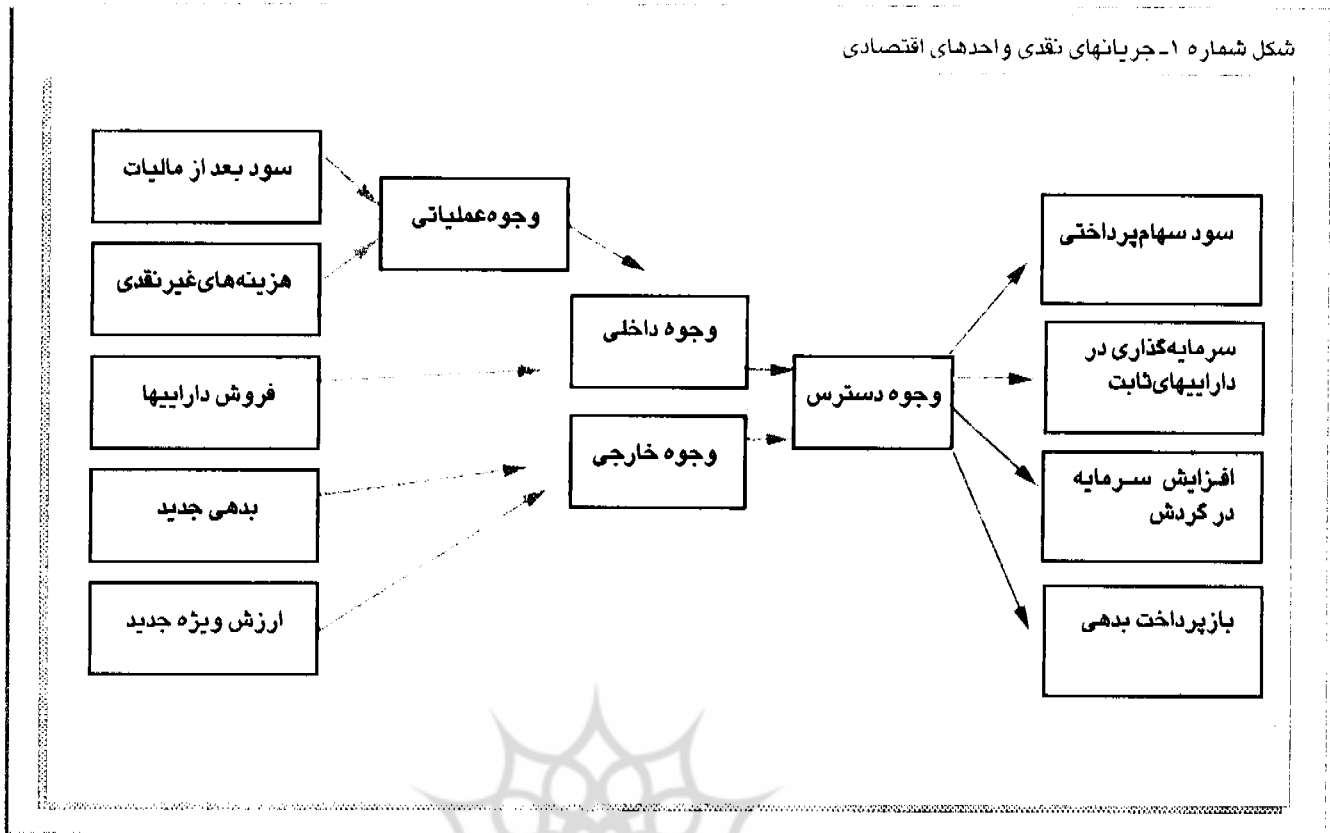 شکل شماره ۱ـ جریانهای نقدی واحدهای اقتصادی
سود بعد از مالیات
هزینه‌های غیر نقدی
فروش داراییها
بدهی جدید
ارزش ویژه جدید
وجوه عملیاتی
وجوه داخلی
وجوه خارجی
وجوه دسترس
سود سهام پرداختی
سرمایه‌گذاری در
داراییهای ثابت
افزایش سرمایه
در گردش
بازپرداخت بدهی